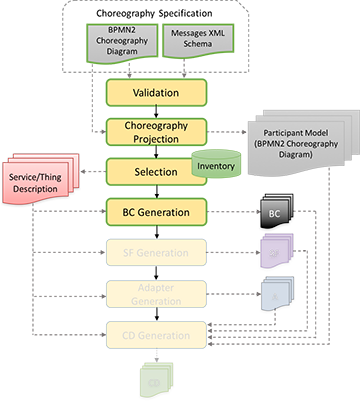 Choreography Specification
BPMN2
Choreography
Diagram
Messages XML
Schema
Validation
Choreography
Projection
Participant Model
(BPMN2 Choreography
Diagram)
Selection
Inventory
Service/Thing
Description
BC Generation
BC
SF Generation
SF
Adapter
Generation
A
CD Generation
CD